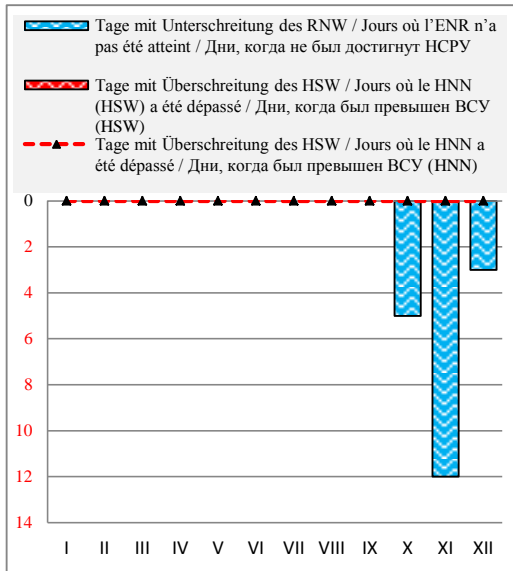 Tage mit Unterschreitung des RNW / Jours où l'ENR n'a
pas été atteint / Дни, когда не был достигнут НСРУ
Tage mit Überschreitung des HSW / Jours où le HNN
(HSW) a été dépassé / Дни, когда был превышен ВСУ
(HSW)
Tage mit Überschreitung des HSW / Jours où le HNN a
été dépassé / Дни, когда был превышен ВСУ (HNN)
0
2
4
6
8
10
12
14
I II III IV V VI VII VIII IX X XI XII